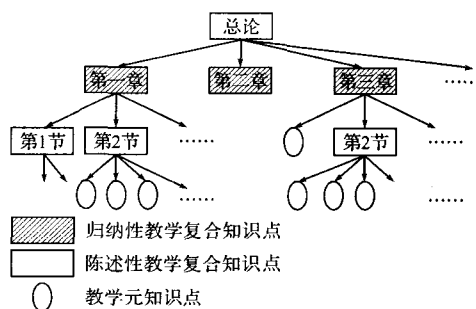 总论
第一章 第二章 第三章 ……
第1节 第2节 …… 第2节 ……
…… ……
归纳性教学复合知识点
陈述性教学复合知识点
教学元知识点